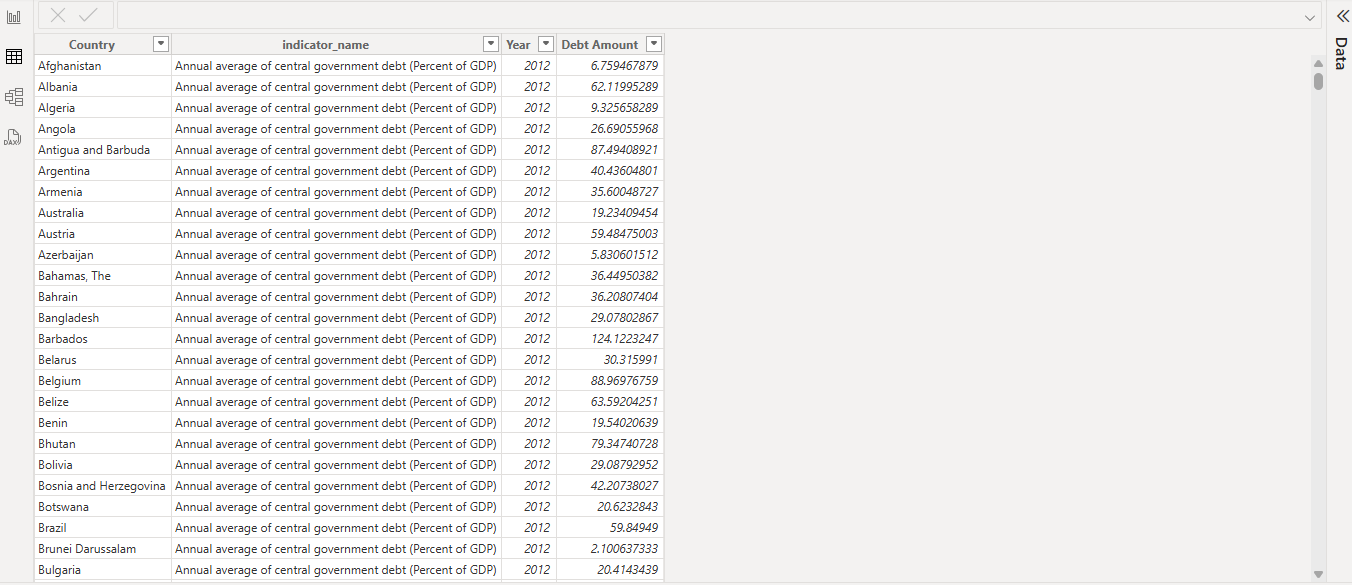 Country indicator_name Year Debt Amount
Afghanistan Annual average of central government debt (Percent of GDP) 2012 6.759467879
Albania Annual average of central government debt (Percent of GDP) 2012 62.11995289
Algeria Annual average of central government debt (Percent of GDP) 2012 9.325658289
Angola Annual average of central government debt (Percent of GDP) 2012 26.69055968
Antigua and Barbuda Annual average of central government debt (Percent of GDP) 2012 87.49408921
Argentina Annual average of central government debt (Percent of GDP) 2012 40.43604801
Armenia Annual average of central government debt (Percent of GDP) 2012 35.60048727
Australia Annual average of central government debt (Percent of GDP) 2012 19.23409454
Austria Annual average of central government debt (Percent of GDP) 2012 59.48475003
Azerbaijan Annual average of central government debt (Percent of GDP) 2012 5.830601512
Bahamas, The Annual average of central government debt (Percent of GDP) 2012 36.44950382
Bahrain Annual average of central government debt (Percent of GDP) 2012 36.20807404
Bangladesh Annual average of central government debt (Percent of GDP) 2012 29.07802867
Barbados Annual average of central government debt (Percent of GDP) 2012 124.1223247
Belarus Annual average of central government debt (Percent of GDP) 2012 30.315991
Belgium Annual average of central government debt (Percent of GDP) 2012 88.96976759
Belize Annual average of central government debt (Percent of GDP) 2012 63.59204251
Benin Annual average of central government debt (Percent of GDP) 2012 19.54020639
Bhutan Annual average of central government debt (Percent of GDP) 2012 79.34740728
Bolivia Annual average of central government debt (Percent of GDP) 2012 29.08792952
Bosnia and Herzegovina Annual average of central government debt (Percent of GDP) 2012 42.20738027
Botswana Annual average of central government debt (Percent of GDP) 2012 20.6232843
Brazil Annual average of central government debt (Percent of GDP) 2012 59.84949
Brunei Darussalam Annual average of central government debt (Percent of GDP) 2012 2.100637333
Bulgaria Annual average of central government debt (Percent of GDP) 2012 20.4143439
DAX
Data